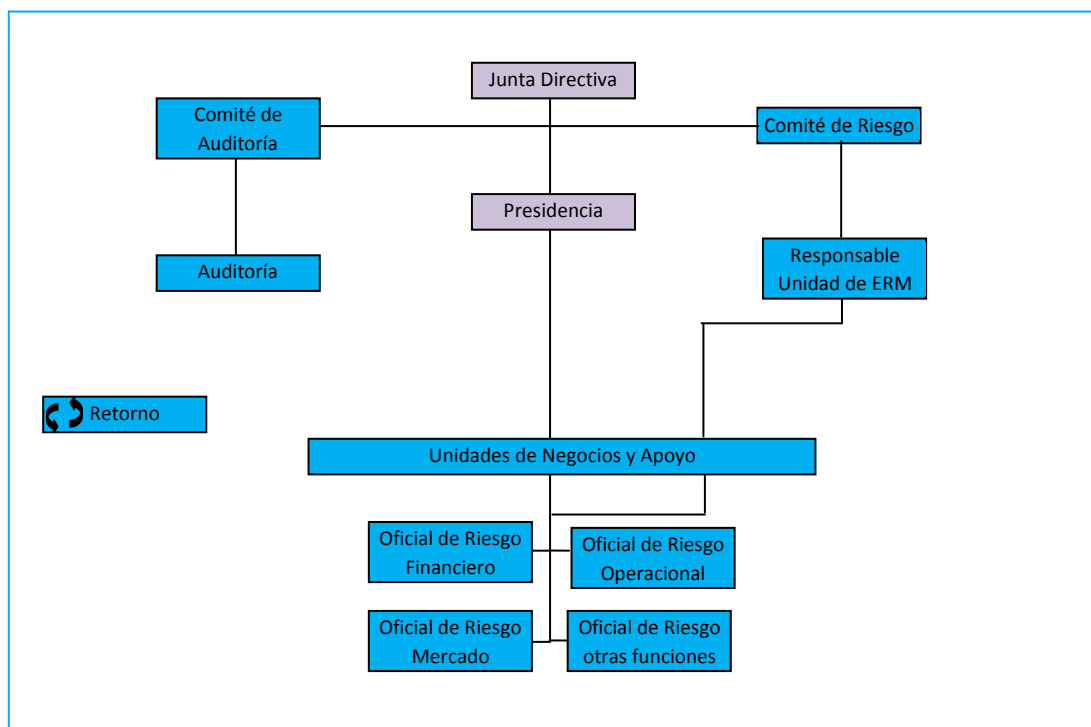 Junta Directiva
Comité de
Auditoría
Comité de Riesgo
Presidencia
Auditoría
Responsable
Unidad de ERM
Retorno
Unidades de Negocios y Apoyo
Oficial de Riesgo
Financiero
Oficial de Riesgo
Operacional
Oficial de Riesgo
Mercado
Oficial de Riesgo
otras funciones